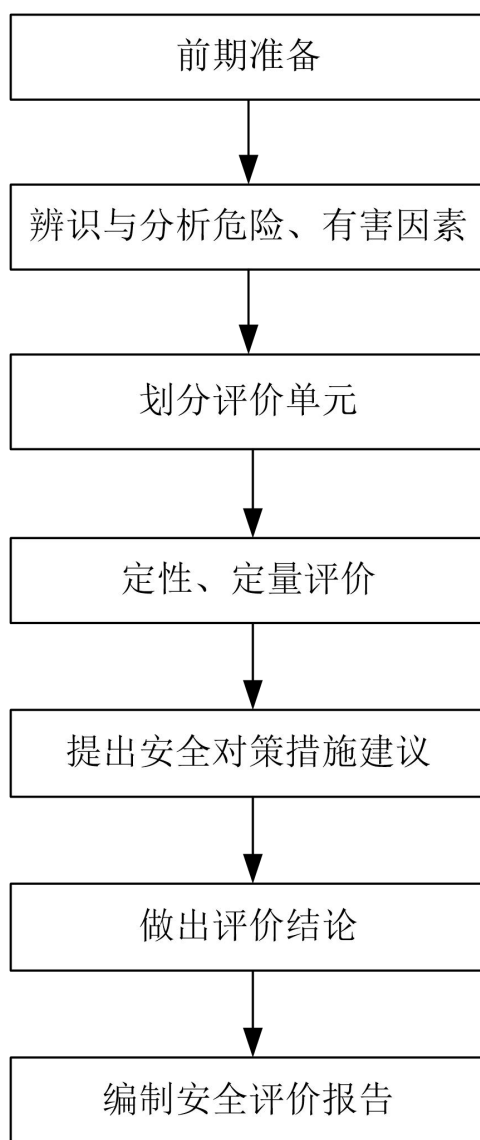 前期准备
辨识与分析危险、有害因素
划分评价单元
定性、定量评价
提出安全对策措施建议
做出评价结论
编制安全评价报告